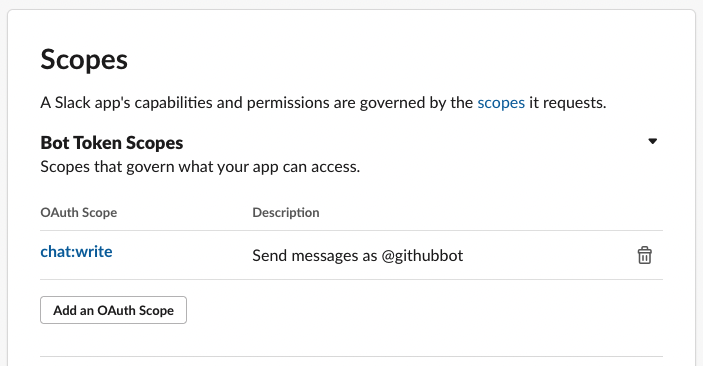 Scopes
A Slack app's capabilities and permissions are governed by the scopes it requests.
Bot Token Scopes
Scopes that govern what your app can access.
OAuth Scope Description
chat:write Send messages as @githubbot
Add an OAuth Scope